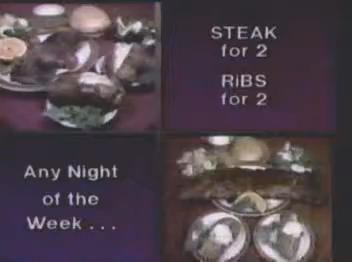 STEAK
for 2
RiBS
for 2
Any Night
of the
Week...